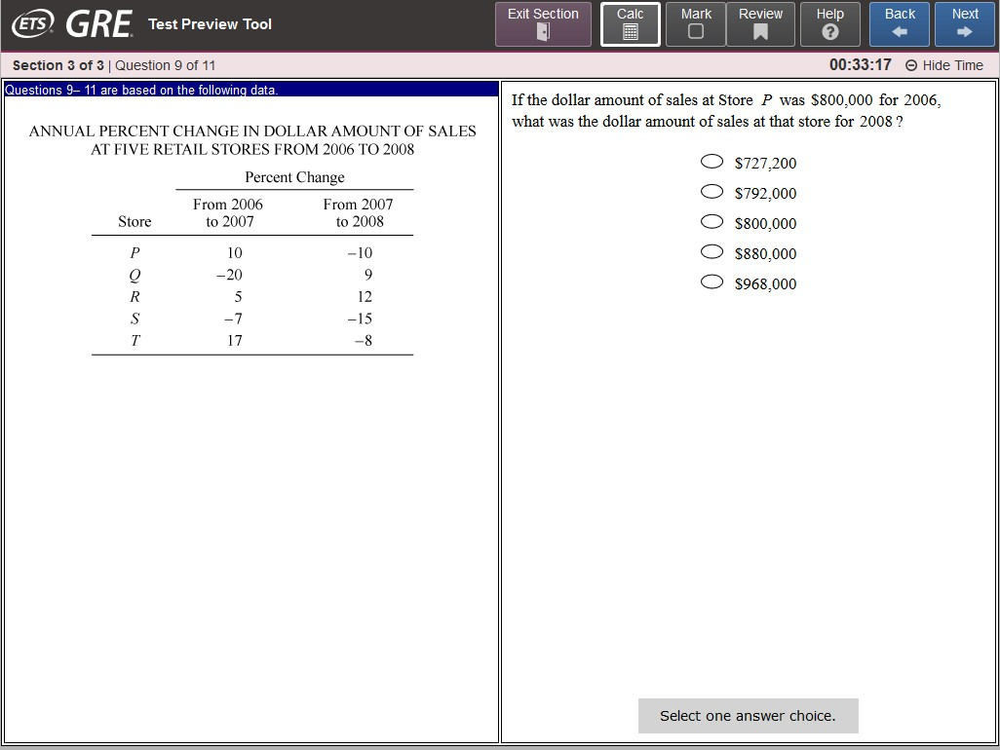 ETS GRE Test Preview Tool Exit Section Calc Mark Review Help Back Next
Section 3 of 3 | Question 9 of 11 00:33:17 Hide Time
Questions 9– 11 are based on the following data.
ANNUAL PERCENT CHANGE IN DOLLAR AMOUNT OF SALES
AT FIVE RETAIL STORES FROM 2006 TO 2008
Percent Change
From 2006 From 2007
Store to 2007 to 2008
P 10 –10
Q –20 9
R 5 12
S –7 –15
T 17 –8
If the dollar amount of sales at Store P was $800,000 for 2006,
what was the dollar amount of sales at that store for 2008 ?
$727,200
$792,000
$800,000
$880,000
$968,000
Select one answer choice.